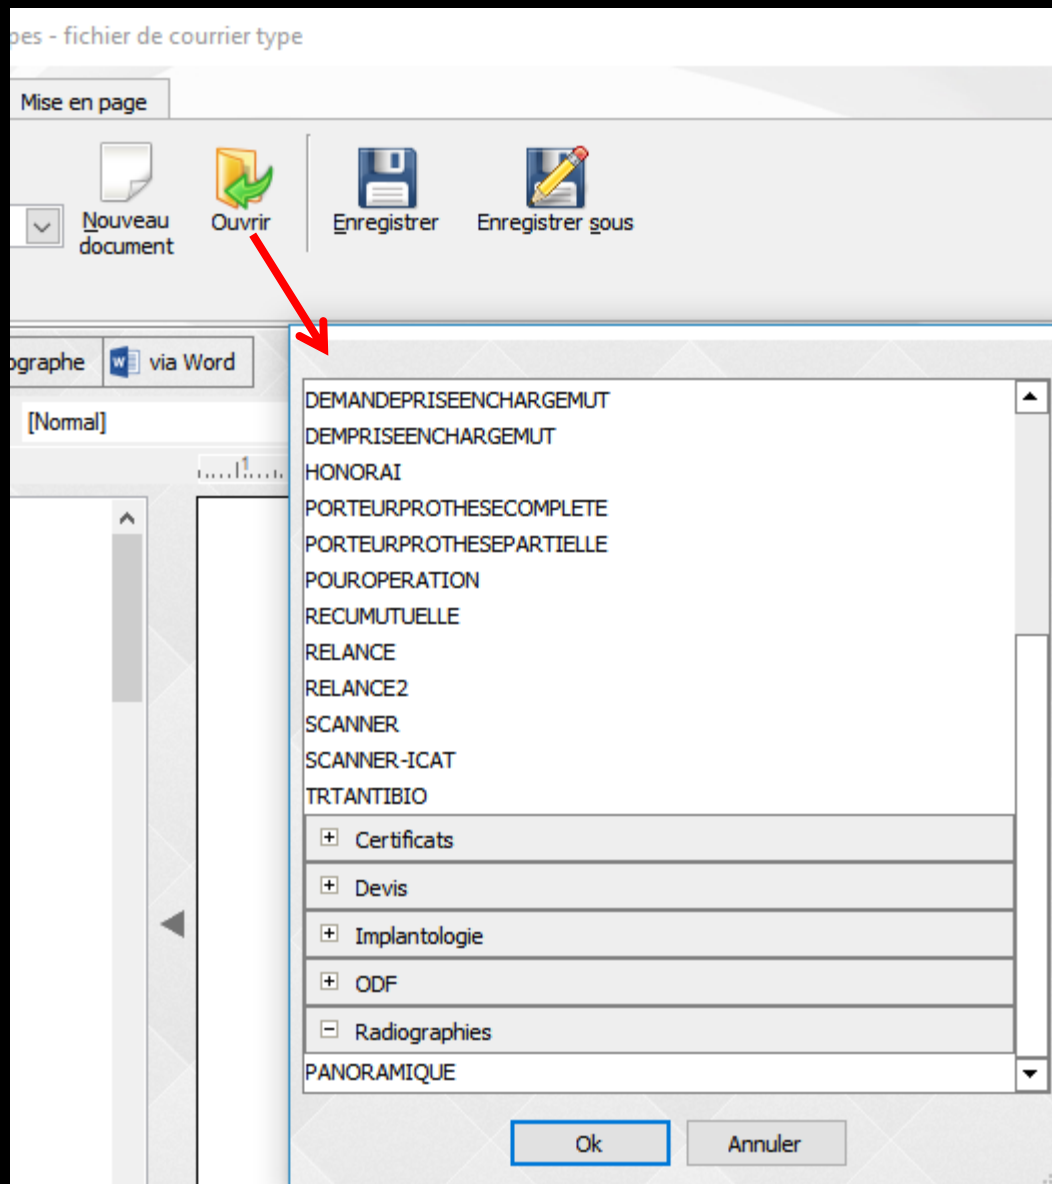 pes - fichier de courrier type
Mise en page
Nouveau document
Ouvrir
Enregistrer
Enregistrer sous
ographe
via Word
[Normal]
1
DEMANDEPRISEENCHARGEMUT
DEMPRISEENCHARGEMUT
HONORAI
PORTEURPROTHESECOMPLETE
PORTEURPROTHESEPARTIELLE
POUROPERATION
RECUMUTUELLE
RELANCE
RELANCE2
SCANNER
SCANNER-ICAT
TRTANTIBIO
Certificats
Devis
Implantologie
ODF
Radiographies
PANORAMIQUE
Ok
Annuler